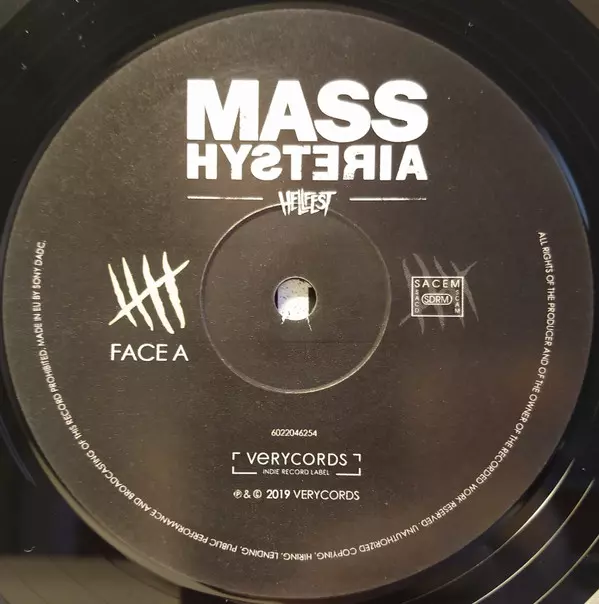 MASS
HYSTERIA
HELLFEST
FACE A
SACEM
SACD
SDRM
SCAM
6022046254
VERYCORDS
INDIE RECORD LABEL
℗ & © 2019 VERYCORDS
ALL RIGHTS OF THE PRODUCER AND OF THE OWNER OF THE RECORDED WORK RESERVED. UNAUTHORIZED COPYING, HIRING, LENDING, PUBLIC PERFORMANCE AND BROADCASTING OF THIS RECORD PROHIBITED. MADE IN EU BY SONY DADC.